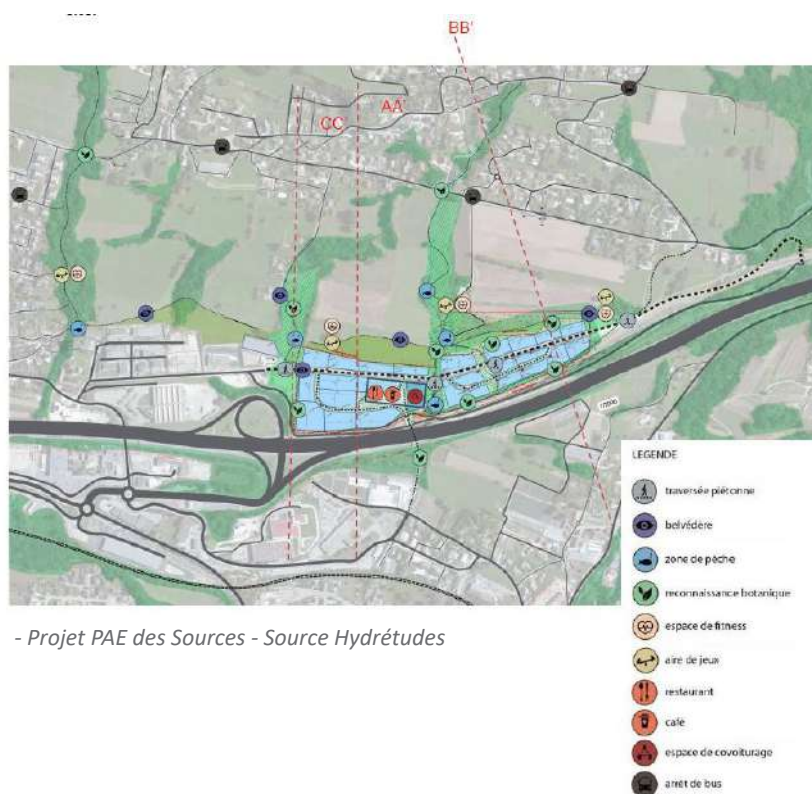 BB'
AA'
CC
LEGENDE
traversée piétonne
belvédère
zone de pêche
reconnaissance botanique
espace de fitness
aire de jeux
restaurant
café
espace de covoiturage
arrêt de bus
- Projet PAE des Sources - Source Hydrétudes